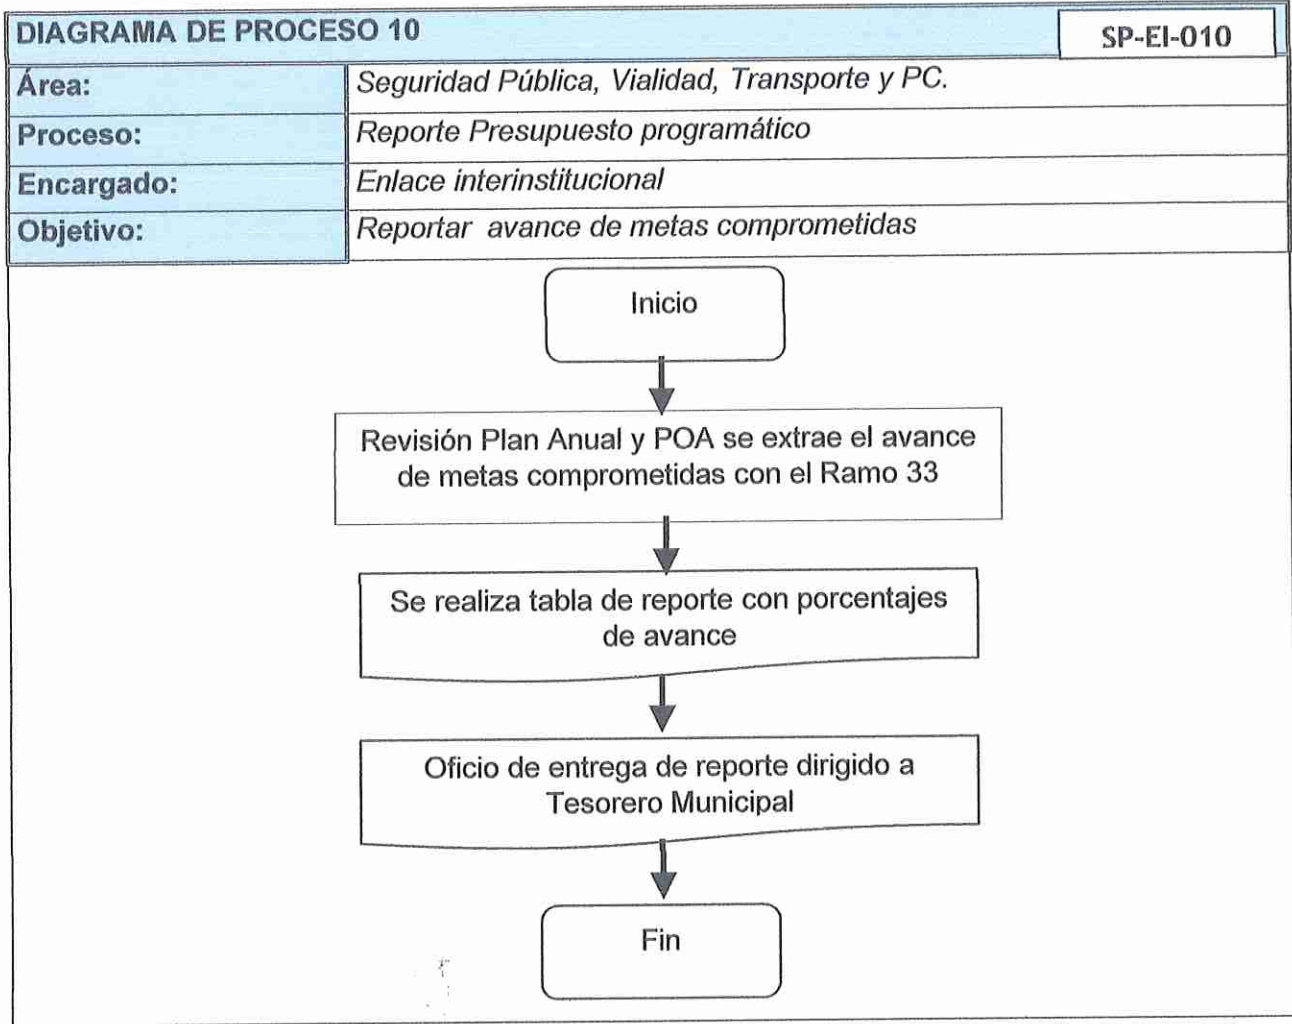 DIAGRAMA DE PROCESO 10
SP-EI-010
Área:
Seguridad Pública, Vialidad, Transporte y PC.
Proceso:
Reporte Presupuesto programático
Encargado:
Enlace interinstitucional
Objetivo:
Reportar avance de metas comprometidas
Inicio
Revisión Plan Anual y POA se extrae el avance
de metas comprometidas con el Ramo 33
Se realiza tabla de reporte con porcentajes
de avance
Oficio de entrega de reporte dirigido a
Tesorero Municipal
Fin